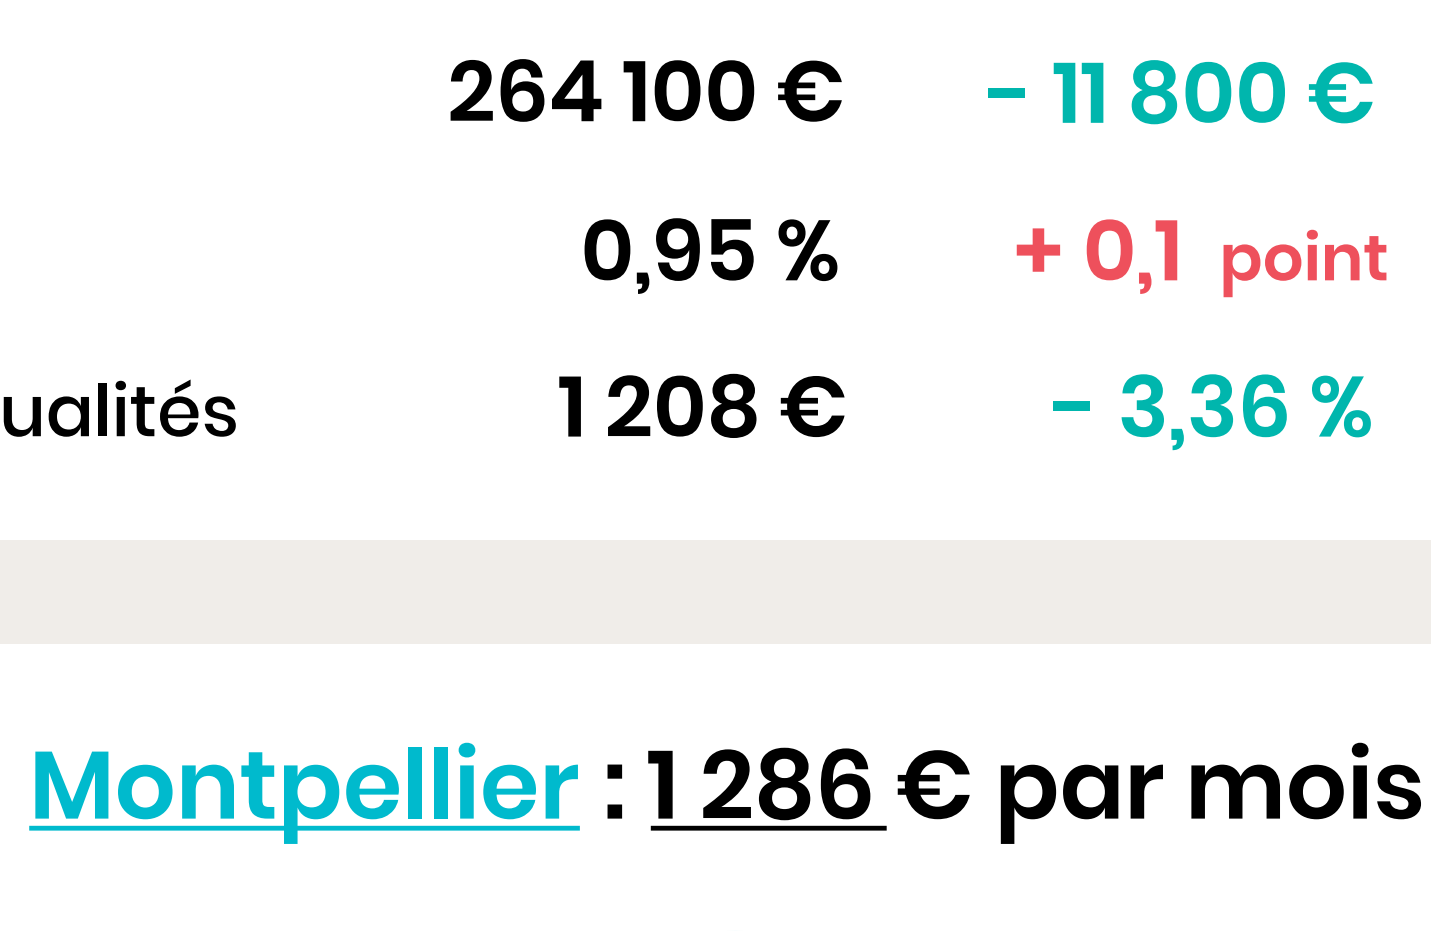 264 100 € - 11 800 €
0,95 % + 0,1 point
ualités 1 208 € - 3,36 %
Montpellier : 1 286 € par mois